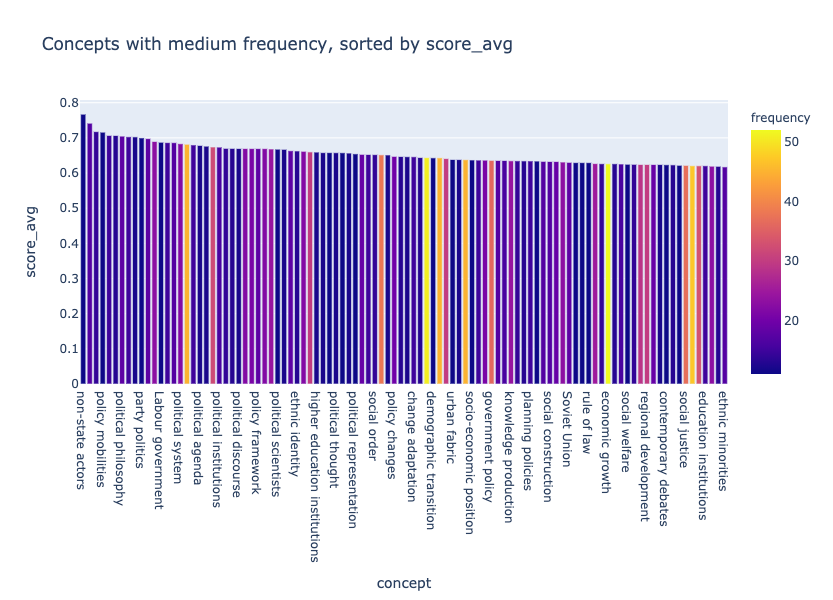 Concepts with medium frequency, sorted by score_avg
frequency
50
40
30
20
score_avg
0.8
0.7
0.6
0.5
0.4
0.3
0.2
0.1
0
non-state actors
policy mobilities
political philosophy
party politics
Labour government
political system
political agenda
political institutions
political discourse
policy framework
political scientists
ethnic identity
higher education institutions
political thought
political representation
social order
policy changes
change adaptation
demographic transition
urban fabric
socio-economic position
government policy
knowledge production
planning policies
social construction
Soviet Union
rule of law
economic growth
social welfare
regional development
contemporary debates
social justice
education institutions
ethnic minorities
concept